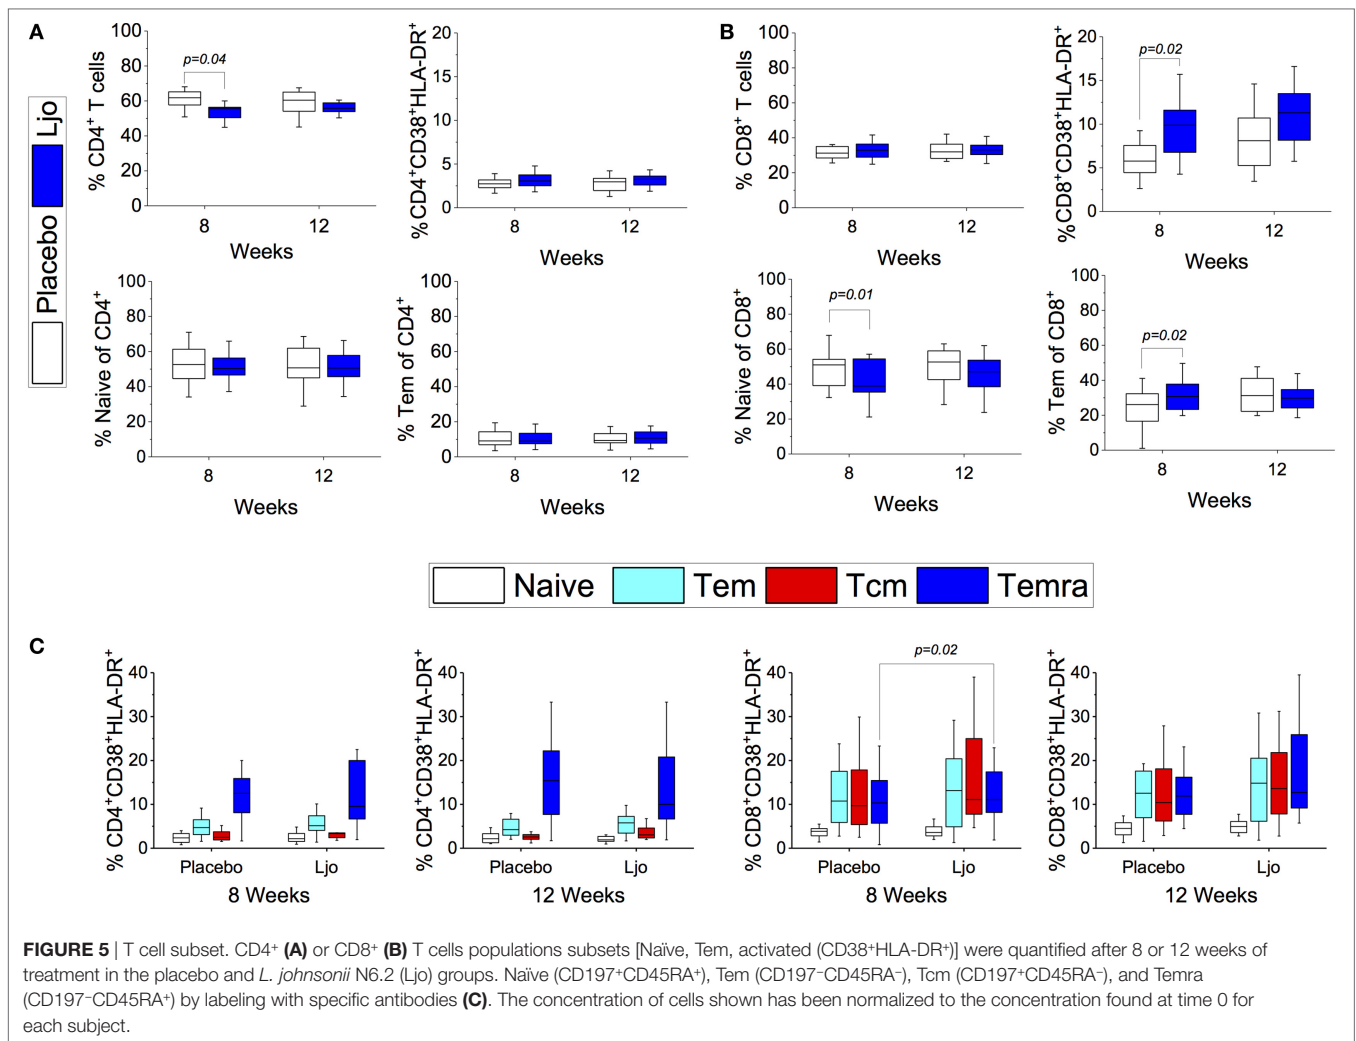 A
B
Placebo Ljo
% CD4⁺ T cells
100
80
60
40
20
0
p=0.04
8
12
Weeks
%CD4⁺CD38⁺HLA-DR⁺
20
15
10
5
0
8
12
Weeks
% CD8⁺ T cells
100
80
60
40
20
0
8
12
Weeks
%CD8⁺CD38⁺HLA-DR⁺
20
15
10
5
0
p=0.02
8
12
Weeks
% Naive of CD4⁺
100
80
60
40
20
0
8
12
Weeks
% Tem of CD4⁺
100
80
60
40
20
0
8
12
Weeks
% Naive of CD8⁺
100
80
60
40
20
0
p=0.01
8
12
Weeks
% Tem of CD8⁺
100
80
60
40
20
0
p=0.02
8
12
Weeks
Naive Tem Tcm Temra
C
% CD4⁺CD38⁺HLA-DR⁺
40
30
20
10
0
Placebo Ljo
8 Weeks
% CD4⁺CD38⁺HLA-DR⁺
40
30
20
10
0
Placebo Ljo
12 Weeks
% CD8⁺CD38⁺HLA-DR⁺
40
30
20
10
0
p=0.02
Placebo Ljo
8 Weeks
% CD8⁺CD38⁺HLA-DR⁺
40
30
20
10
0
Placebo Ljo
12 Weeks
FIGURE 5 | T cell subset. CD4⁺ (A) or CD8⁺ (B) T cells populations subsets [Naïve, Tem, activated (CD38⁺HLA-DR⁺)] were quantified after 8 or 12 weeks of
treatment in the placebo and L. johnsonii N6.2 (Ljo) groups. Naïve (CD197⁺CD45RA⁺), Tem (CD197⁻CD45RA⁻), Tcm (CD197⁺CD45RA⁻), and Temra
(CD197⁻CD45RA⁺) by labeling with specific antibodies (C). The concentration of cells shown has been normalized to the concentration found at time 0 for
each subject.